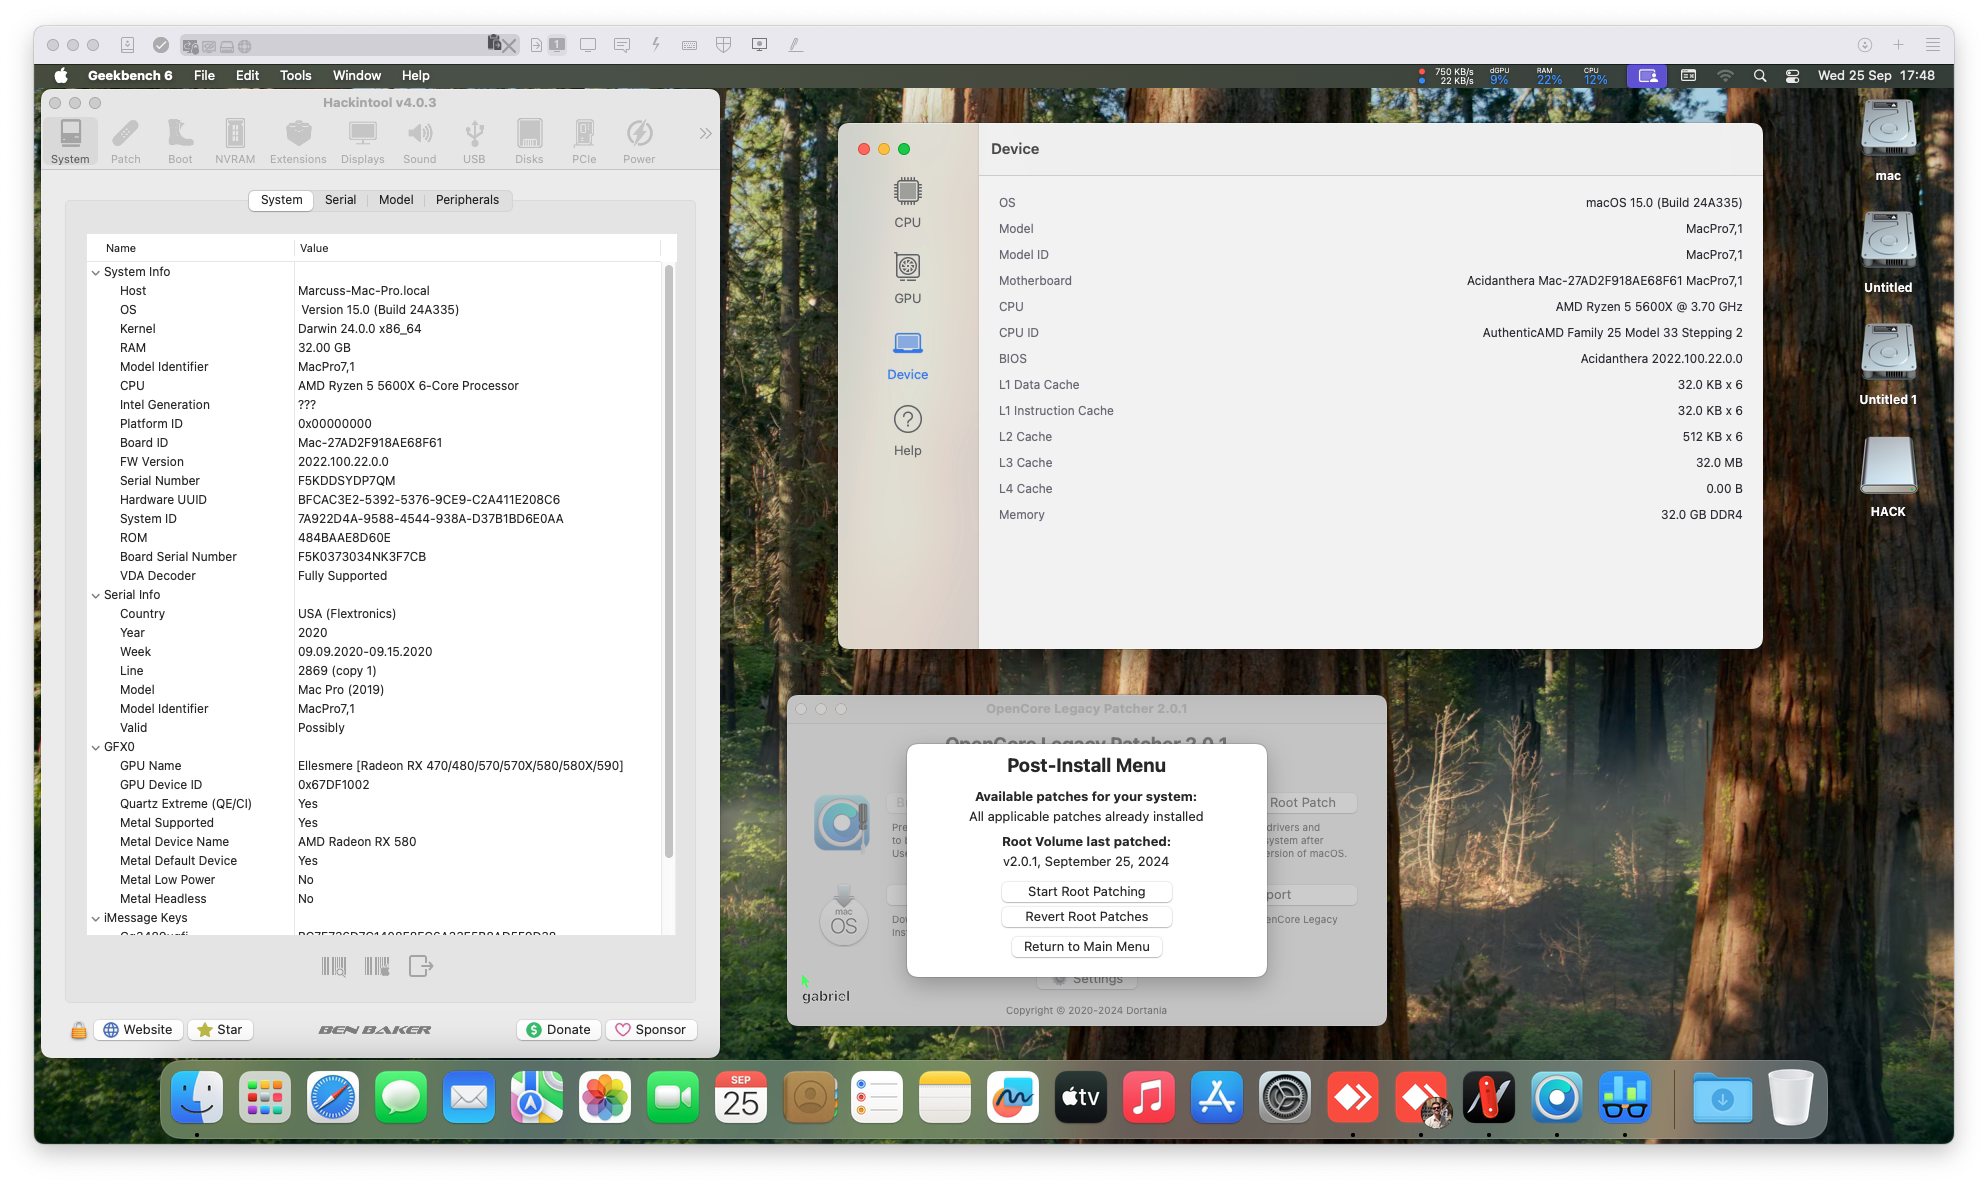 1
Geekbench 6 File Edit Tools Window Help
750 KB/s
22 KB/s
dGPU
9%
RAM
22%
CPU
12%
Wed 25 Sep 17:48
Hackintool v4.0.3
System Patch Boot NVRAM Extensions Displays Sound USB Disks PCIe Power
System Serial Model Peripherals
Name Value
System Info
Host Marcuss-Mac-Pro.local
OS Version 15.0 (Build 24A335)
Kernel Darwin 24.0.0 x86_64
RAM 32.00 GB
Model Identifier MacPro7,1
CPU AMD Ryzen 5 5600X 6-Core Processor
Intel Generation ???
Platform ID 0x00000000
Board ID Mac-27AD2F918AE68F61
FW Version 2022.100.22.0.0
Serial Number F5KDDSYDP7QM
Hardware UUID BFCAC3E2-5392-5376-9CE9-C2A411E208C6
System ID 7A922D4A-9588-4544-938A-D37B1BD6E0AA
ROM 484BAAE8D60E
Board Serial Number F5K0373034NK3F7CB
VDA Decoder Fully Supported
Serial Info
Country USA (Flextronics)
Year 2020
Week 09.09.2020-09.15.2020
Line 2869 (copy 1)
Model Mac Pro (2019)
Model Identifier MacPro7,1
Valid Possibly
GFX0
GPU Name Ellesmere [Radeon RX 470/480/570/570X/580/580X/590]
GPU Device ID 0x67DF1002
Quartz Extreme (QE/CI) Yes
Metal Supported Yes
Metal Device Name AMD Radeon RX 580
Metal Default Device Yes
Metal Low Power No
Metal Headless No
iMessage Keys
Website Star BEN BAKER Donate Sponsor
CPU
GPU
Device
Help
Device
OS macOS 15.0 (Build 24A335)
Model MacPro7,1
Model ID MacPro7,1
Motherboard Acidanthera Mac-27AD2F918AE68F61 MacPro7,1
CPU AMD Ryzen 5 5600X @ 3.70 GHz
CPU ID AuthenticAMD Family 25 Model 33 Stepping 2
BIOS Acidanthera 2022.100.22.0.0
L1 Data Cache 32.0 KB x 6
L1 Instruction Cache 32.0 KB x 6
L2 Cache 512 KB x 6
L3 Cache 32.0 MB
L4 Cache 0.00 B
Memory 32.0 GB DDR4
mac
Untitled
Untitled 1
HACK
OpenCore Legacy Patcher 2.0.1
OpenCore Legacy Patcher 2.0.1
Root Patch
drivers and
system after
ersion of macOS.
port
enCore Legacy
mac
OS
Post-Install Menu
Available patches for your system:
All applicable patches already installed
Root Volume last patched:
v2.0.1, September 25, 2024
Start Root Patching
Revert Root Patches
Return to Main Menu
Settings
gabriel
Copyright © 2020-2024 Dortania
SEP
25
tv